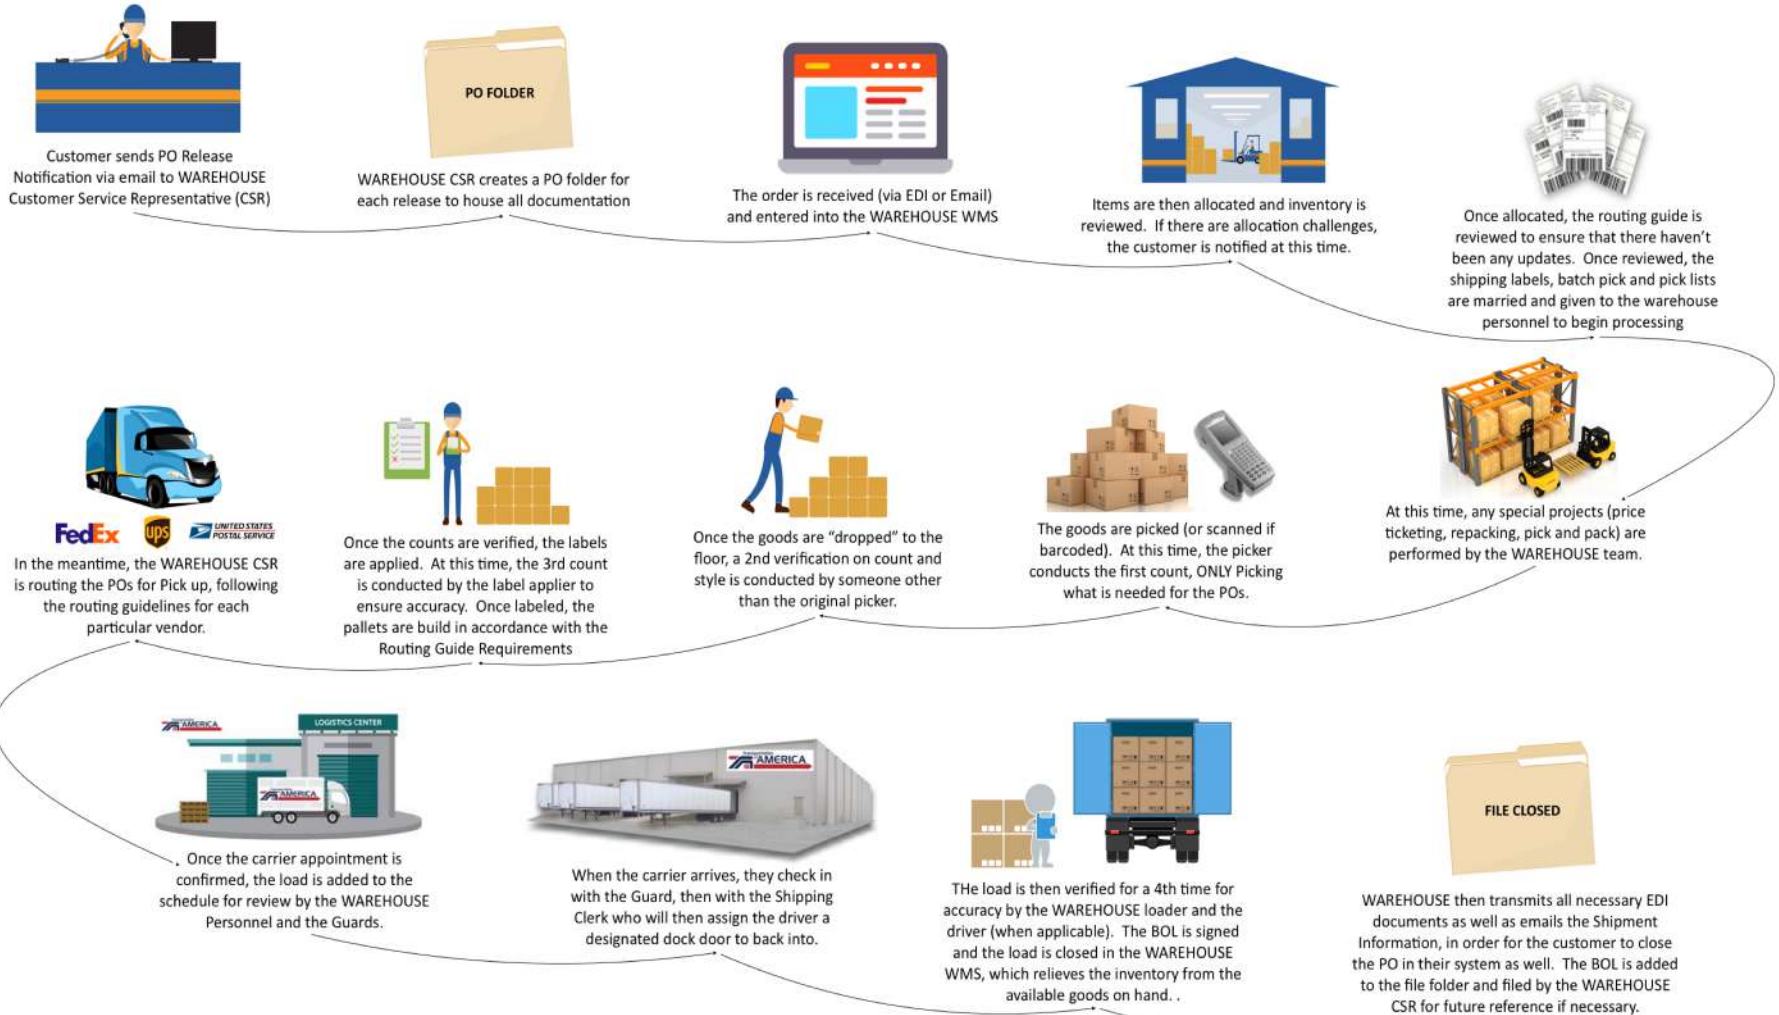 Customer sends PO Release
Notification via email to WAREHOUSE
Customer Service Representative (CSR)
PO FOLDER
WAREHOUSE CSR creates a PO folder for
each release to house all documentation
The order is received (via EDI or Email)
and entered into the WAREHOUSE WMS
Items are then allocated and inventory is
reviewed. If there are allocation challenges,
the customer is notified at this time.
Once allocated, the routing guide is
reviewed to ensure that there haven't
been any updates. Once reviewed, the
shipping labels, batch pick and pick lists
are married and given to the warehouse
personnel to begin processing
At this time, any special projects (price
ticketing, repacking, pick and pack) are
performed by the WAREHOUSE team.
The goods are picked (or scanned if
barcoded). At this time, the picker
conducts the first count, ONLY Picking
what is needed for the POs.
Once the goods are “dropped” to the
floor, a 2nd verification on count and
style is conducted by someone other
than the original picker.
Once the counts are verified, the labels
are applied. At this time, the 3rd count
is conducted by the label applier to
ensure accuracy. Once labeled, the
pallets are build in accordance with the
Routing Guide Requirements
FedEx
ups
UNITED STATES
POSTAL SERVICE
In the meantime, the WAREHOUSE CSR
is routing the POs for Pick up, following
the routing guidelines for each
particular vendor.
AMERICA
LOGISTICS CENTER
AMERICA
Once the carrier appointment is
confirmed, the load is added to the
schedule for review by the WAREHOUSE
Personnel and the Guards.
AMERICA
When the carrier arrives, they check in
with the Guard, then with the Shipping
Clerk who will then assign the driver a
designated dock door to back into.
THe load is then verified for a 4th time for
accuracy by the WAREHOUSE loader and the
driver (when applicable). The BOL is signed
and the load is closed in the WAREHOUSE
WMS, which relieves the inventory from the
available goods on hand. .
FILE CLOSED
WAREHOUSE then transmits all necessary EDI
documents as well as emails the Shipment
Information, in order for the customer to close
the PO in their system as well. The BOL is added
to the file folder and filed by the WAREHOUSE
CSR for future reference if necessary.